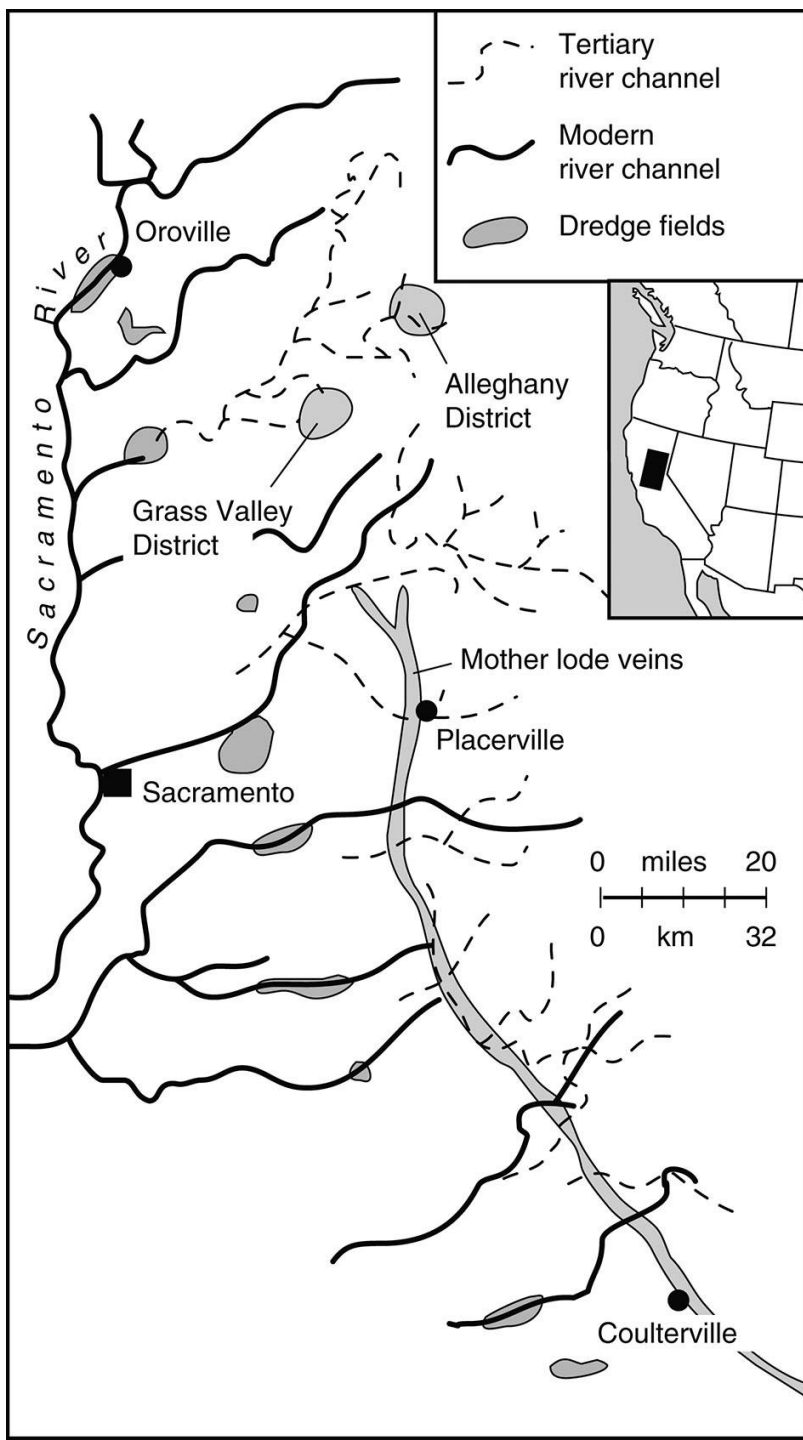 Tertiary
river channel
Modern
river channel
Dredge fields
Oroville
Sacramento River
Alleghany
District
Grass Valley
District
Mother lode veins
Placerville
Sacramento
0 miles 20
0 km 32
Coulterville